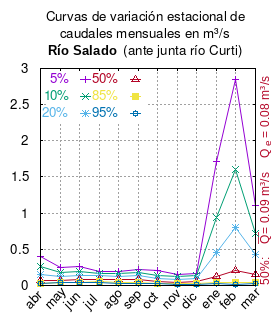 Curvas de variación estacional de
caudales mensuales en m³/s
Río Salado (ante junta río Curti)
3
2.5
2
1.5
1
0.5
0
5% 50%
10% 85%
20% 95%
abr may jun jul ago sep oct nov dic ene feb mar
50%: Q= 0.09 m³/s Qe = 0.08 m³/s